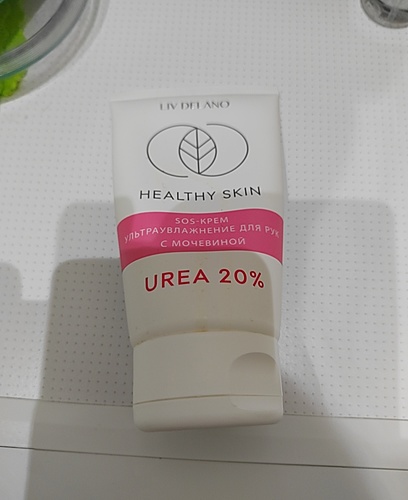 LIV DELANO
HEALTHY SKIN
SOS-КРЕМ
УЛЬТРАУВЛАЖНЕНИЕ ДЛЯ РУК
С МОЧЕВИНОЙ
UREA 20%